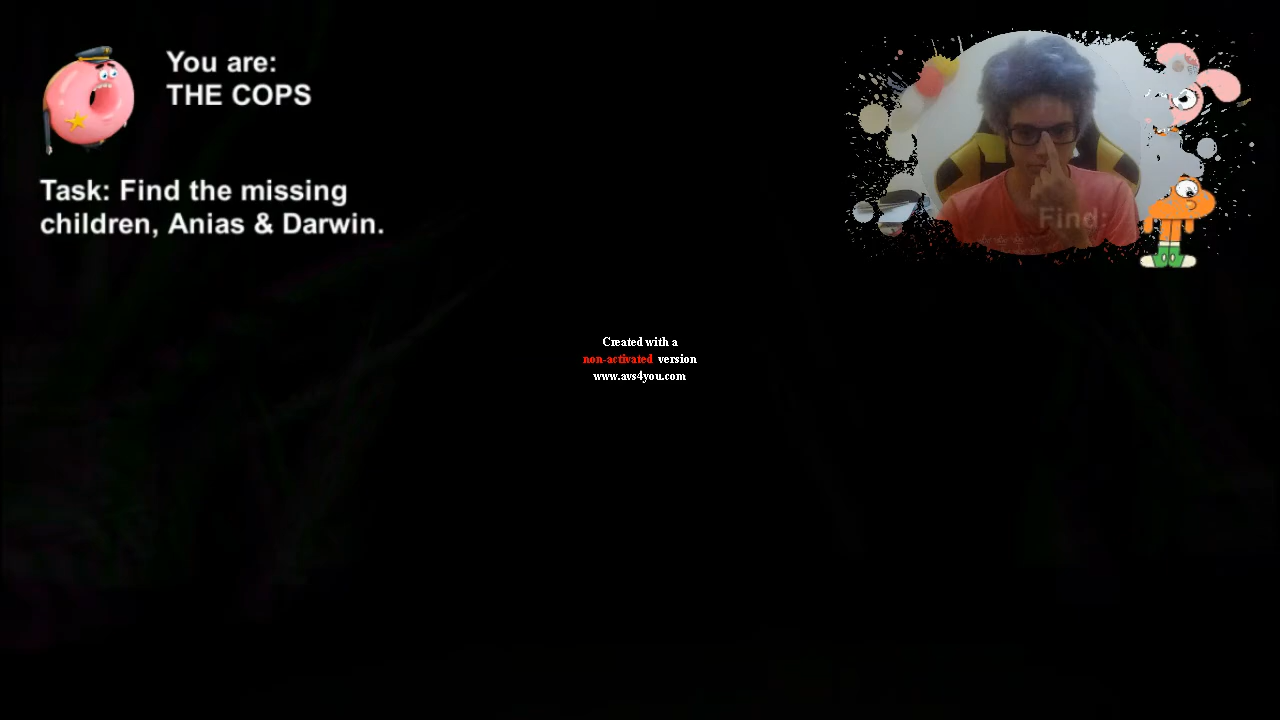 You are:
THE COPS
Task: Find the missing
children, Anias & Darwin.
Find:
Created with a
non-activated version
www.avs4you.com